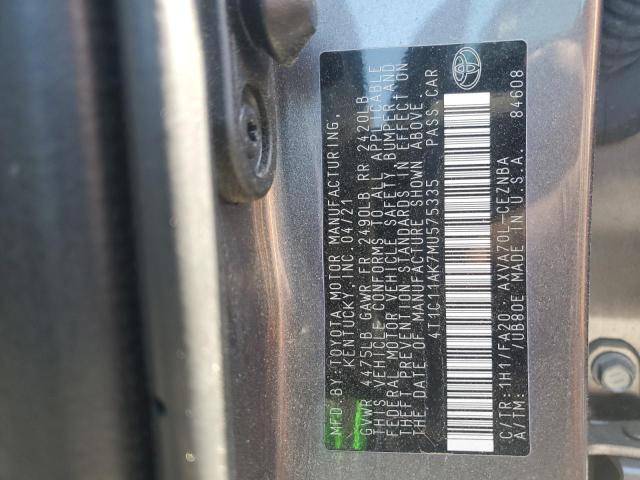 MFD. BY: TOYOTA MOTOR MANUFACTURING,
KENTUCKY, INC. 04/21
GVWR 4475LB GAWR FR 2490LB RR 2420LB
THIS VEHICLE CONFORMS TO ALL APPLICABLE
FEDERAL MOTOR VEHICLE SAFETY, BUMPER AND
THEFT PREVENTION STANDARDS IN EFFECT ON
THE DATE OF MANUFACTURE SHOWN ABOVE.
4T1C11AK7MU575335 PASS.CAR
C/TR:1H1/FA20 AXVA70L-CEZNBA
A/TM: /UB80E MADE IN U.S.A. 84608